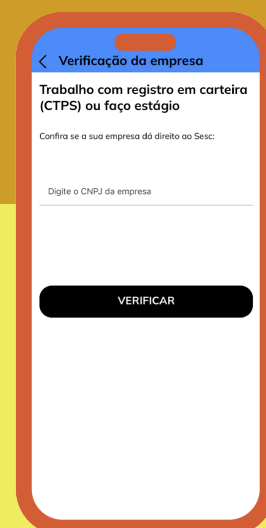 Verificação da empresa
Trabalho com registro em carteira
(CTPS) ou faço estágio
Confira se a sua empresa dá direito ao Sesc:
Digite o CNPJ da empresa
VERIFICAR